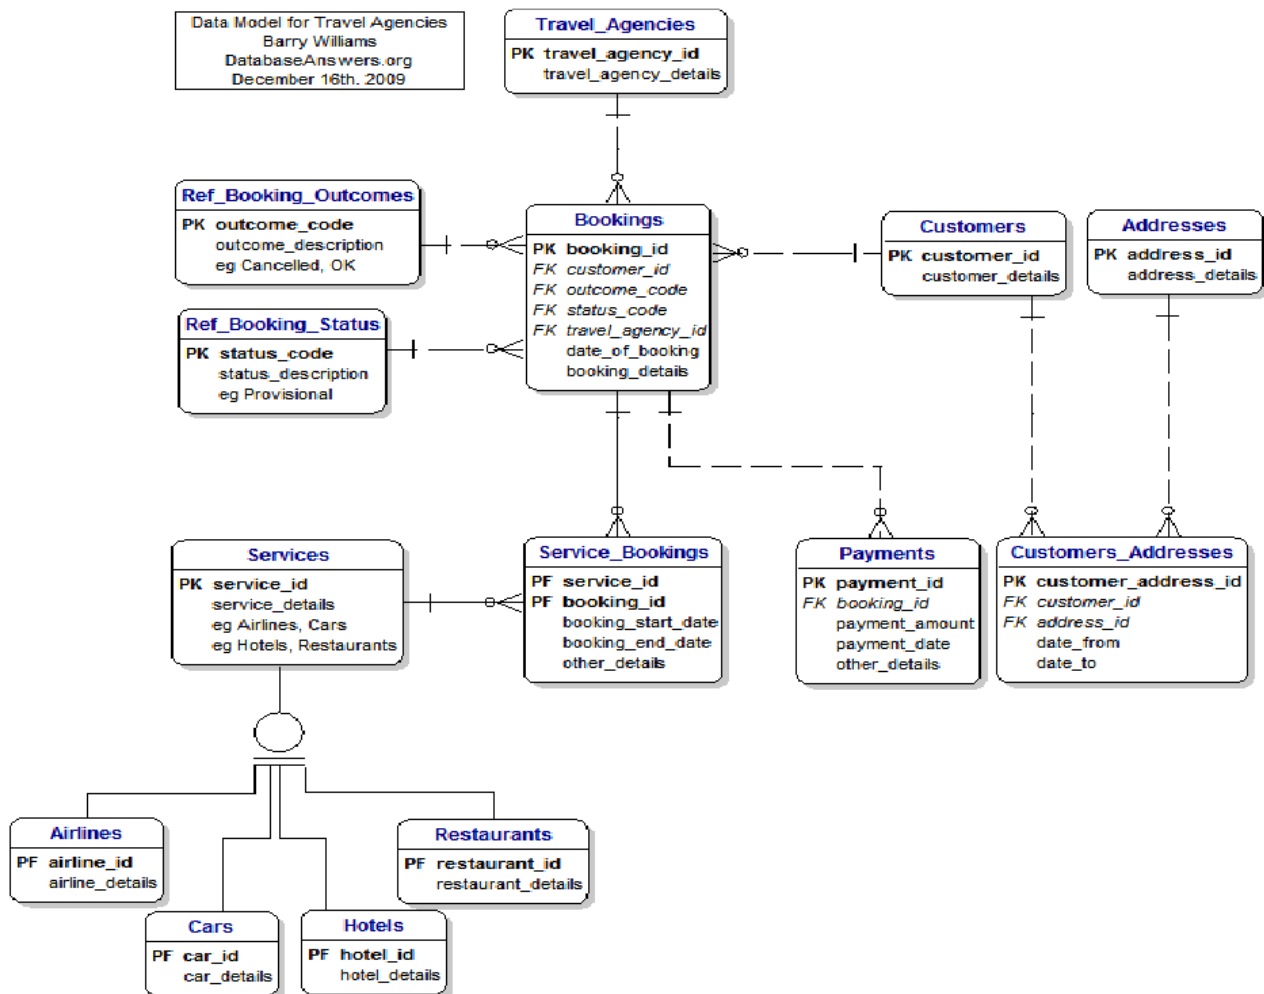 Data Model for Travel Agencies
Barry Williams
DatabaseAnswers.org
December 16th. 2009
Travel_Agencies
PK travel_agency_id
travel_agency_details
Ref_Booking_Outcomes
PK outcome_code
outcome_description
eg Cancelled, OK
Bookings
PK booking_id
FK customer_id
FK outcome_code
FK status_code
FK travel_agency_id
date_of_booking
booking_details
Customers
PK customer_id
customer_details
Addresses
PK address_id
address_details
Ref_Booking_Status
PK status_code
status_description
eg Provisional
Services
PK service_id
service_details
eg Airlines, Cars
eg Hotels, Restaurants
Service_Bookings
PF service_id
PF booking_id
booking_start_date
booking_end_date
other_details
Payments
PK payment_id
FK booking_id
payment_amount
payment_date
other_details
Customers_Addresses
PK customer_address_id
FK customer_id
FK address_id
date_from
date_to
Airlines
PF airline_id
airline_details
Restaurants
PF restaurant_id
restaurant_details
Cars
PF car_id
car_details
Hotels
PF hotel_id
hotel_details